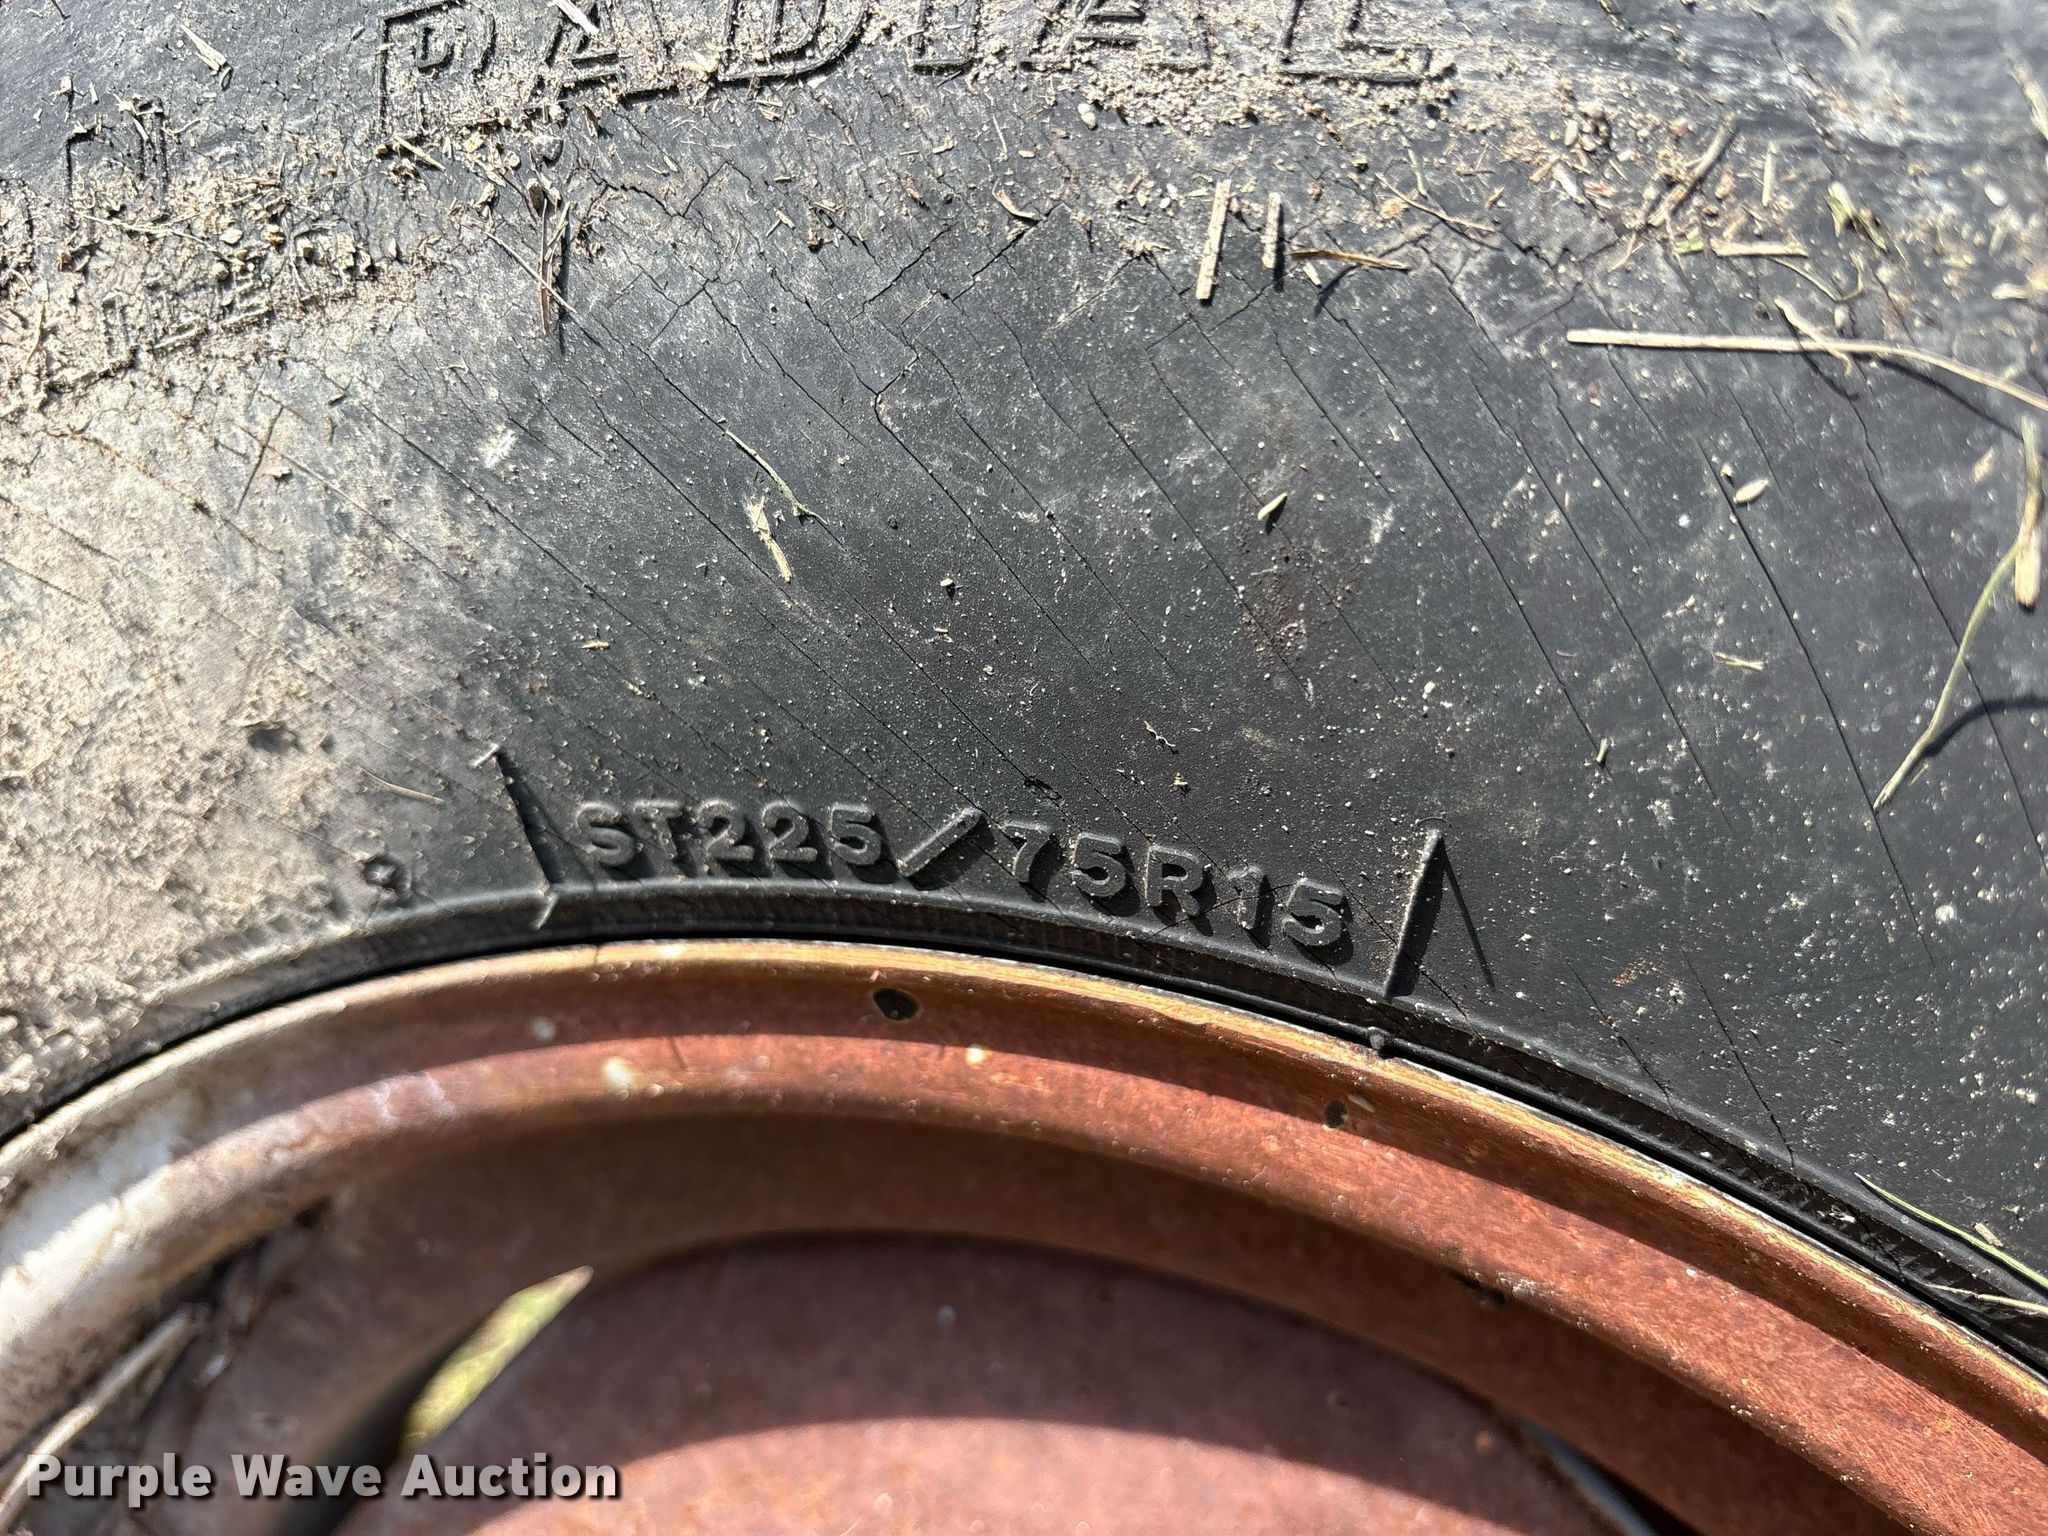 RADIAL
ST225/75R15
Purple Wave Auction